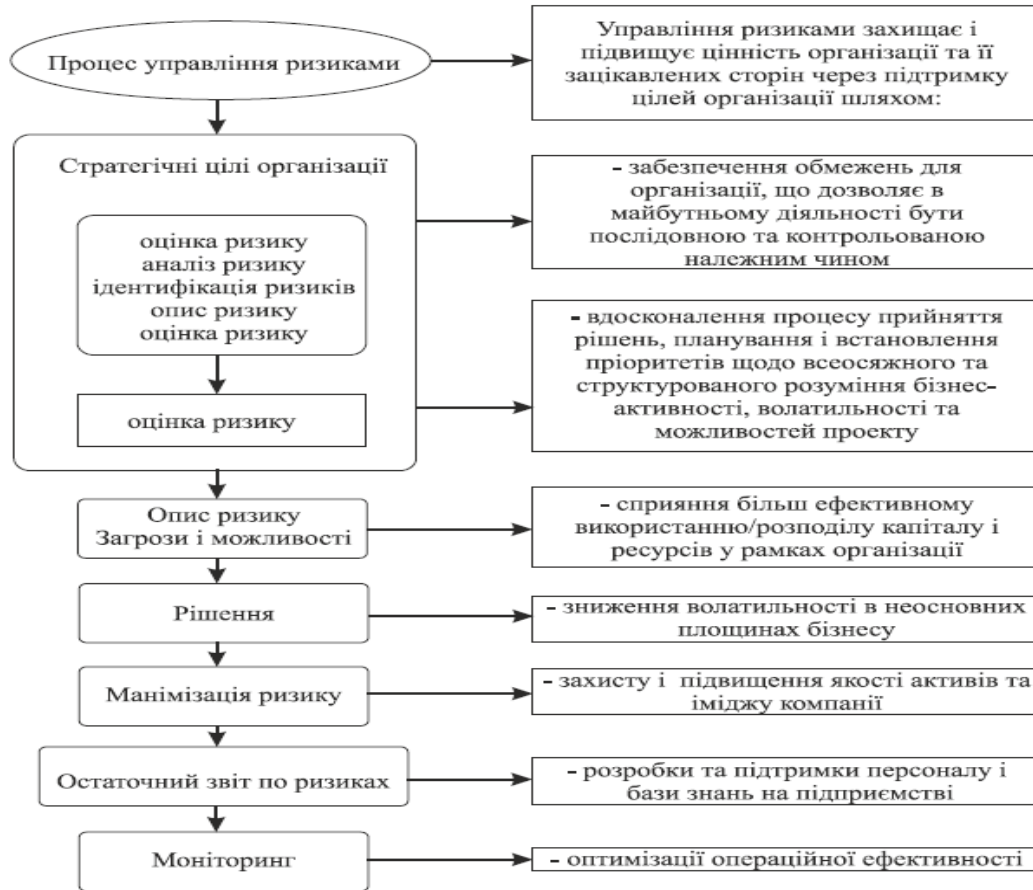 Процес управління ризиками
Управління ризиками захищає і
підвищує цінність організації та її
зацікавлених сторін через підтримку
цілей організації шляхом:
Стратегічні цілі організації
оцінка ризику
аналіз ризику
ідентифікація ризиків
опис ризику
оцінка ризику
оцінка ризику
- забезпечення обмежень для
організації, що дозволяє в
майбутньому діяльності бути
послідовною та контрольованою
належним чином
- вдосконалення процесу прийняття
рішень, планування і встановлення
пріоритетів щодо всеосяжного та
структурованого розуміння бізнес-
активності, волатильності та
можливостей проекту
Опис ризику
Загрози і можливості
- сприяння більш ефективному
використанню/розподілу капіталу і
ресурсів у рамках організації
Рішення
- зниження волатильності в неосновних
площинах бізнесу
Манімізація ризику
- захисту і підвищення якості активів та
іміджу компанії
Остаточний звіт по ризиках
- розробки та підтримки персоналу і
бази знань на підприємстві
Моніторинг
- оптимізації операційної ефективності